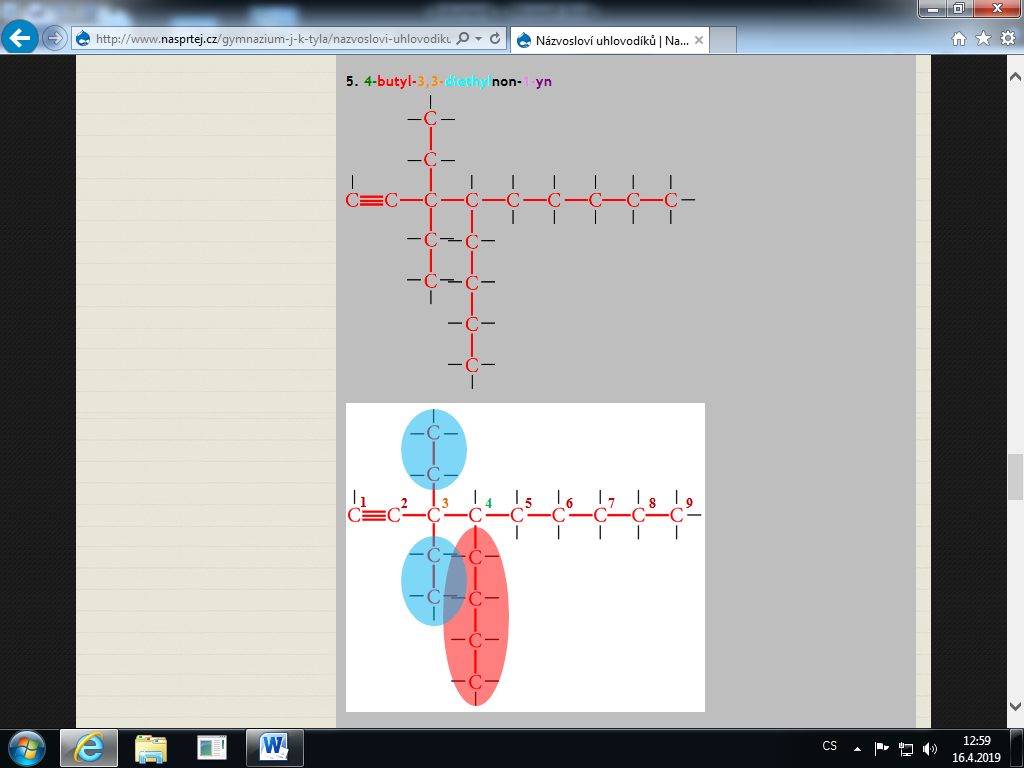 http://www.nasprtej.cz/gymnazium-j-k-tyla/nazvoslovi-uhlovodiku
Názvosloví uhlovodíků | Na...
5. 4-butyl-3,3-diethylnon-1-yn
C
C
C C C C C C C C C
C C
C C
C
C
C
C
1 2 3 4 5 6 7 8 9
C C C C C C C C C
C C
C C
C
C
CS
12:59
16.4.2019